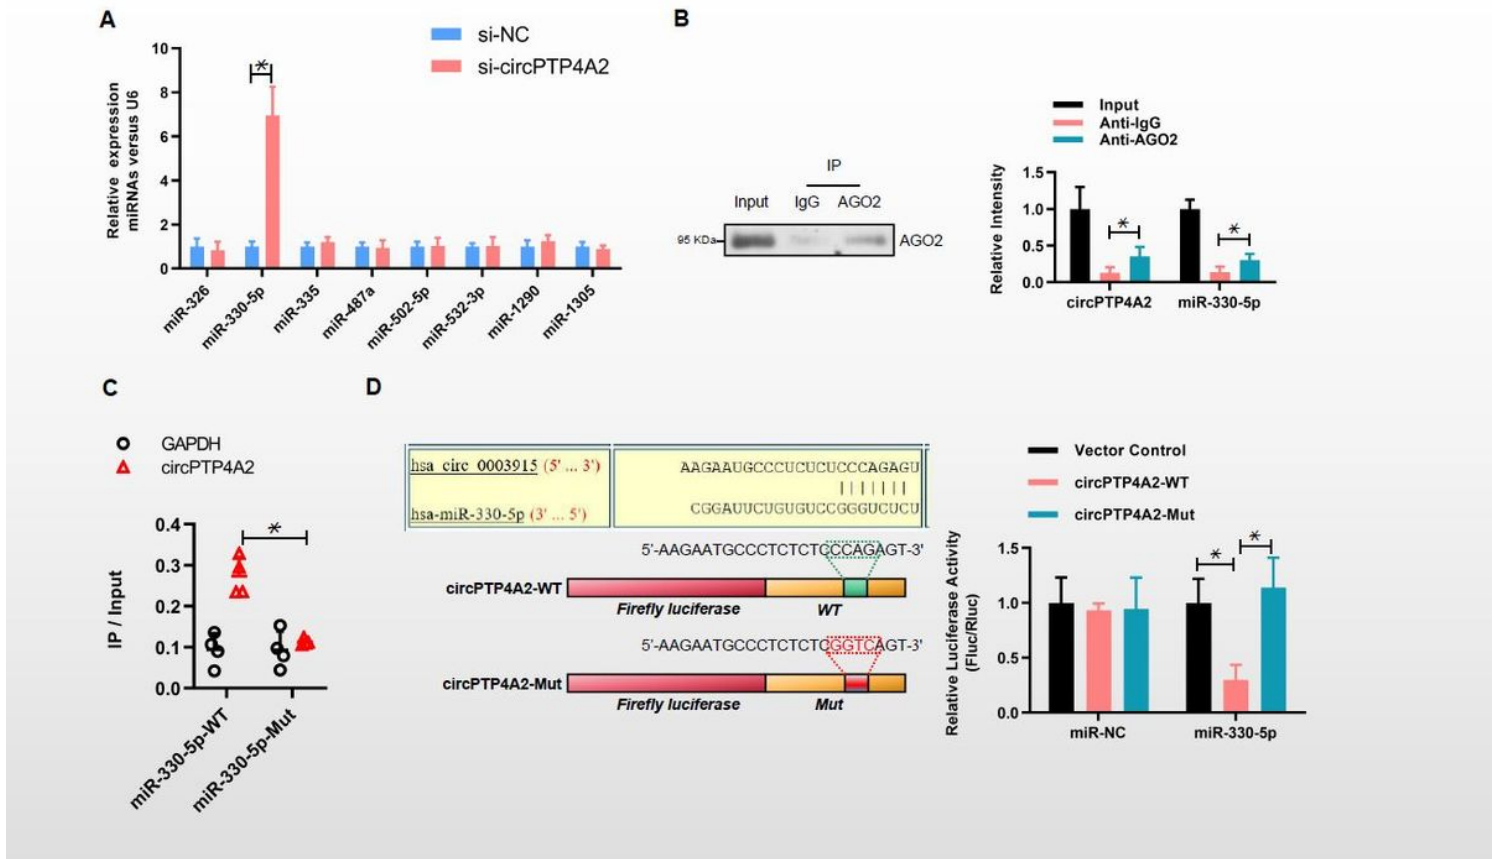 A
si-NC
si-circPTP4A2
Relative expression
miRNAs versus U6
10
8
6
4
2
0
*
miR-326
miR-330-5p
miR-335
miR-487a
miR-502-5p
miR-532-3p
miR-1290
miR-1305
B
IP
Input IgG AGO2
95 KDa
AGO2
Input
Anti-IgG
Anti-AGO2
Relative Intensity
1.5
1.0
0.5
0.0
*
*
circPTP4A2
miR-330-5p
C
GAPDH
circPTP4A2
IP / Input
0.4
0.3
0.2
0.1
0.0
*
miR-330-5p-WT
miR-330-5p-Mut
D
hsa circ 0003915 (5' ... 3')
AAGAAUGCCCUCUCUCCCAGAGU
hsa-miR-330-5p (3' ... 5')
CGGAUUCUGUGUCCGGGUCUCU
5'-AAGAATGCCCTCTCTCCCAGAGT-3'
circPTP4A2-WT
Firefly luciferase
WT
5'-AAGAATGCCCTCTCTCGGTCAGT-3'
circPTP4A2-Mut
Firefly luciferase
Mut
Vector Control
circPTP4A2-WT
circPTP4A2-Mut
Relative Luciferase Activity
(Fluc/Rluc)
1.5
1.0
0.5
0.0
*
*
miR-NC
miR-330-5p